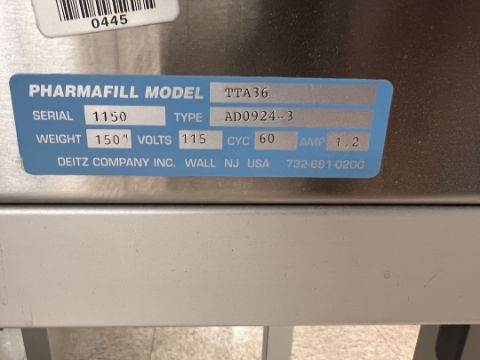 0445
PHARMAFILL MODEL TTA36
SERIAL 1150 TYPE AD0924-3
WEIGHT 150" VOLTS 115 CYC 60 AMP 1.2
DEITZ COMPANY INC. WALL NJ USA 732-681-0200